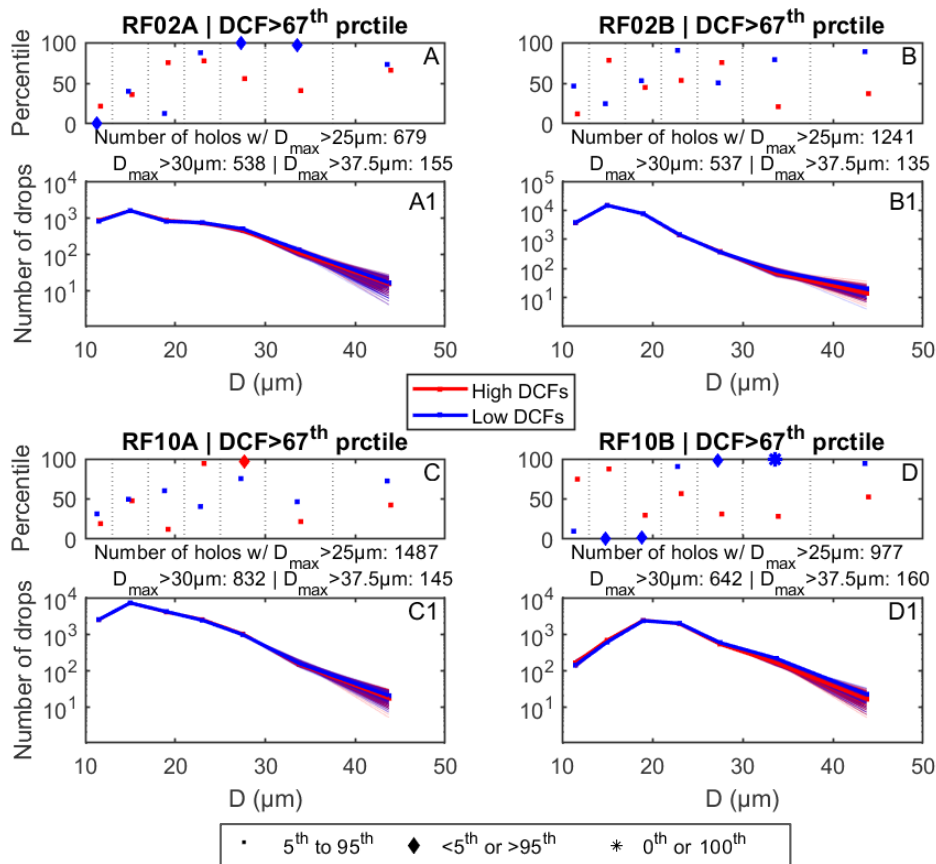 RF02A | DCF>67th prctile
RF02B | DCF>67th prctile
Percentile
100
50
0
A
Percentile
100
50
0
B
Number of holos w/ Dmax>25µm: 679
Dmax>30µm: 538 | Dmax>37.5µm: 155
Number of holos w/ Dmax>25µm: 1241
Dmax>30µm: 537 | Dmax>37.5µm: 135
Number of drops
10^4
10^3
10^2
10^1
A1
10 20 30 40 50
D (µm)
Number of drops
10^5
10^4
10^3
10^2
10^1
B1
10 20 30 40 50
D (µm)
High DCFs
Low DCFs
RF10A | DCF>67th prctile
RF10B | DCF>67th prctile
Percentile
100
50
0
C
Percentile
100
50
0
D
Number of holos w/ Dmax>25µm: 1487
Dmax>30µm: 832 | Dmax>37.5µm: 145
Number of holos w/ Dmax>25µm: 977
Dmax>30µm: 642 | Dmax>37.5µm: 160
Number of drops
10^4
10^3
10^2
10^1
C1
10 20 30 40 50
D (µm)
Number of drops
10^4
10^3
10^2
10^1
D1
10 20 30 40 50
D (µm)
5th to 95th <5th or >95th 0th or 100th